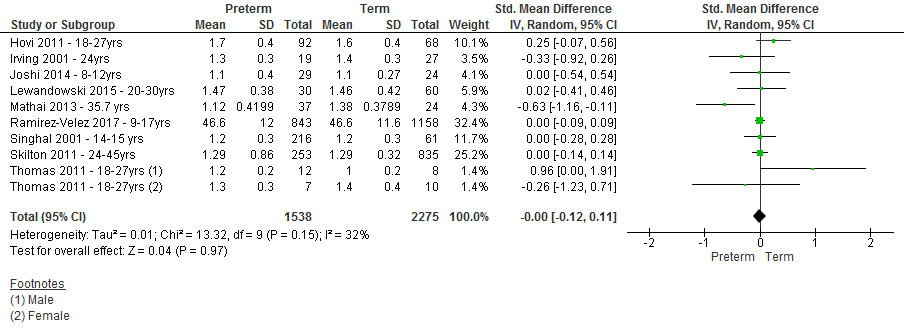 Preterm Term Std. Mean Difference Std. Mean Difference
Study or Subgroup Mean SD Total Mean SD Total Weight IV, Random, 95% CI IV, Random, 95% CI
Hovi 2011 - 18-27yrs 1.7 0.4 92 1.6 0.4 68 10.1% 0.25 [-0.07, 0.56]
Irving 2001 - 24yrs 1.3 0.3 19 1.4 0.3 27 3.7% -0.33 [-0.92, 0.26]
Joshi 2014 - 8-12yrs 1.1 0.4 29 1.1 0.27 24 4.2% 0.00 [-0.54, 0.54]
Lewandowski 2015 - 20-30yrs 1.47 0.38 30 1.46 0.42 60 6.2% 0.02 [-0.41, 0.46]
Mathai 2013 - 35.7 yrs 1.12 0.4199 37 1.38 0.3789 24 4.4% -0.63 [-1.16, -0.11]
Ramirez-Velez 2017 - 9-17yrs 46.6 12 843 46.6 11.6 1158 32.4% 0.00 [-0.09, 0.09]
Singhal 2001 - 14-15 yrs 1.2 0.3 216 1.2 0.3 61 11.7% 0.00 [-0.28, 0.28]
Skilton 2011 - 24-45yrs 1.29 0.86 253 1.29 0.32 835 25.2% 0.00 [-0.14, 0.14]
Thomas 2011 - 18-27yrs (1) 1.2 0.2 12 1 0.2 8 1.4% 0.96 [0.00, 1.91]
Thomas 2011 - 18-27yrs (2) 1.3 0.3 7 1.4 0.4 10 1.4% -0.26 [-1.23, 0.71]
Total (95% CI) 1538 2275 100.0% -0.00 [-0.12, 0.11]
Heterogeneity: Tau² = 0.01; Chi² = 13.32, df = 9 (P = 0.15); I² = 32%
Test for overall effect: Z = 0.04 (P = 0.97)
-2 -1 0 1 2
Preterm Term
Footnotes
(1) Male
(2) Female